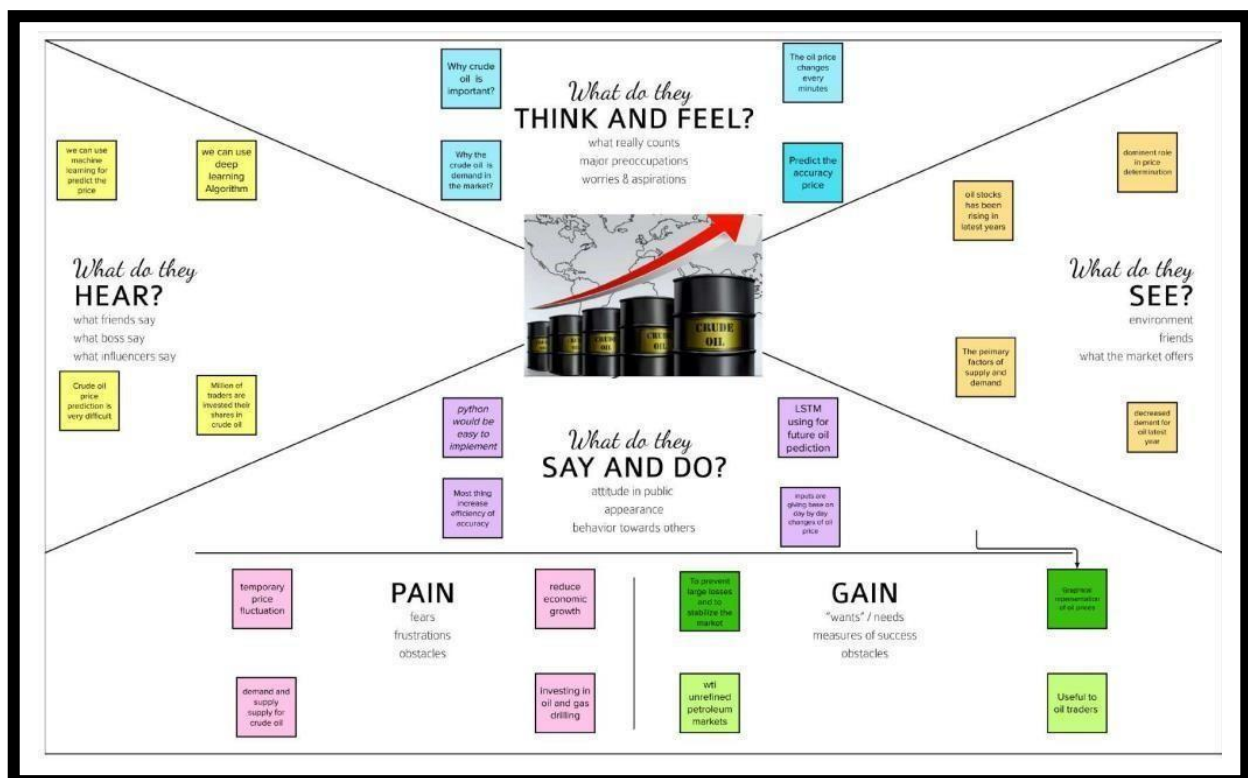 Why crude
oil is
important?
The oil price
changes
every
minutes
What do they
THINK AND FEEL?
what really counts
major preoccupations
worries & aspirations
Why the
crude oil is
demand in
the market?
Predict the
accuracy
price
we can use
machine
learning for
predict the
price
we can use
deep
learning
Algorithm
What do they
HEAR?
what friends say
what boss say
what influencers say
Crude oil
price
prediction is
very difficult
Millen of
traders are
invested their
shares in
crude oil
CRUDE
OIL
CRUDE
OIL
dominent role
in price
determination
oil stocks
has been
rising in
latest years
What do they
SEE?
environment
friends
what the market offers
The peimary
factors of
supply and
demand
decreased
dement for
oil latest
year
python
would be
easy to
implement
LSTM
using for
future oil
pediction
What do they
SAY AND DO?
attitude in public
appearance
behavior towards others
Most thing
increase
efficiency of
accuracy
inputs are
giving base on
day by day
changes of oil
price
temporary
price
fluctuation
reduce
economic
growth
PAIN
fears
frustrations
obstacles
demand and
supply
supply for
crude oil
Investing in
oil and gas
drilling
To prevent
large losses
and to
stabilize the
market
GAIN
"wants" / needs
measures of success
obstacles
Graphical
representation
of oil prices
wti
unrefined
petroleum
markets
Useful to
oil traders